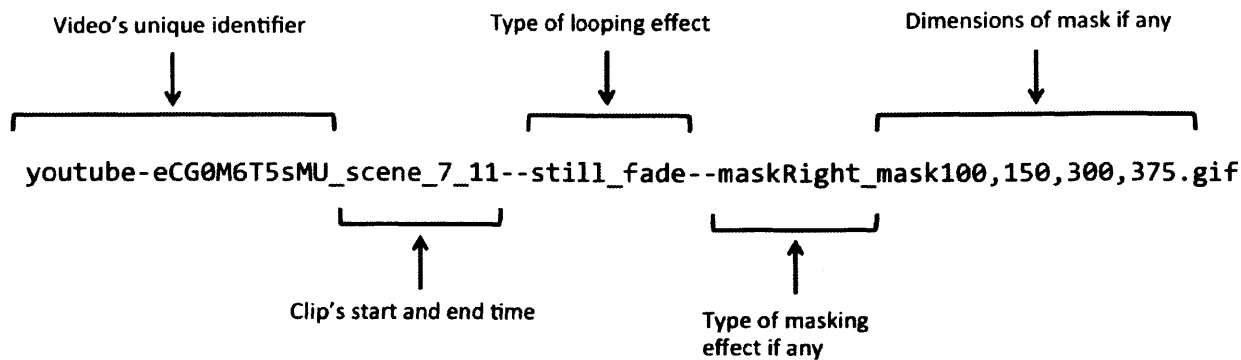 Video's unique identifier
Type of looping effect
Dimensions of mask if any
youtube-eCG0M6T5sMU_scene_7_11--still_fade--maskRight_mask100,150,300,375.gif
Clip's start and end time
Type of masking
effect if any